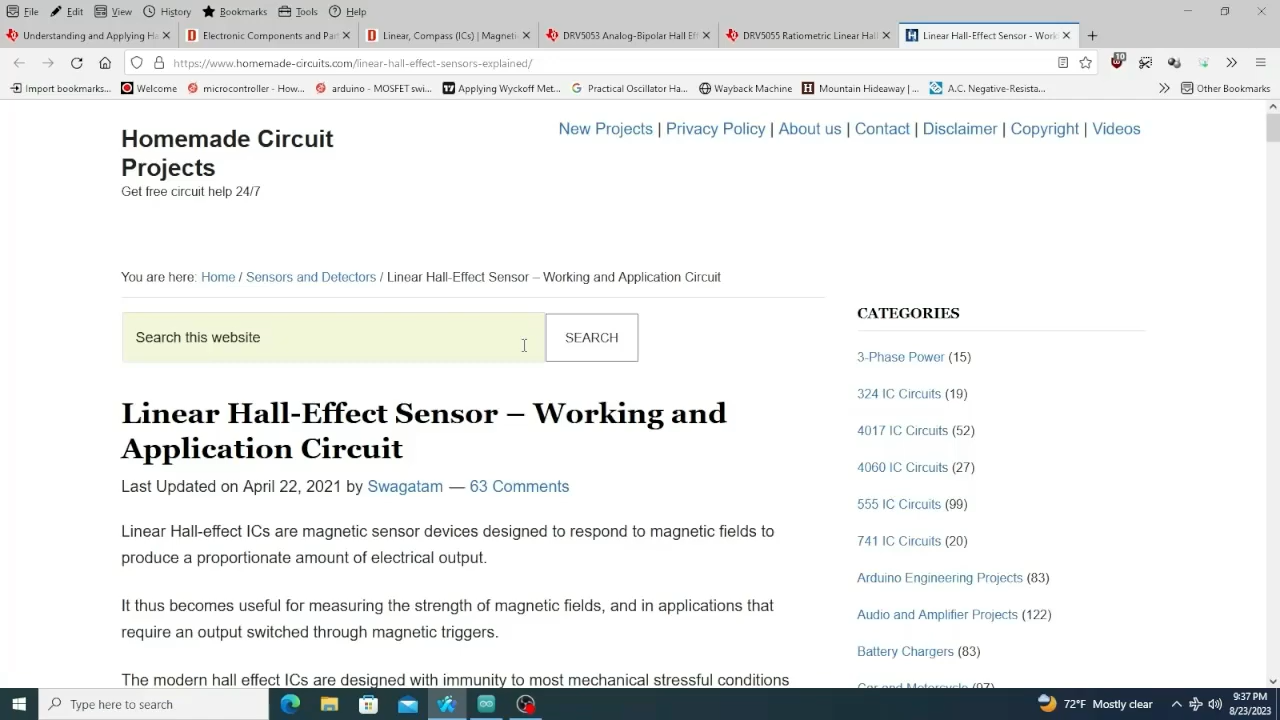 File Edit View History Bookmarks Tools Help
Understanding and Applying Ha
Electronic Components and Par
Linear, Compass (ICs) | Magneti
DRV5053 Analog-Bipolar Hall Ef
DRV5055 Ratiometric Linear Hall
Linear Hall-Effect Sensor - Work
https://www.homemade-circuits.com/linear-hall-effect-sensors-explained/
10
Import bookmarks...
Welcome
microcontroller - How...
arduino - MOSFET swi...
Applying Wyckoff Met...
Practical Oscillator Ha...
Wayback Machine
Mountain Hideaway |...
A.C. Negative-Resista...
Other Bookmarks
Homemade Circuit
Projects
Get free circuit help 24/7
New Projects | Privacy Policy | About us | Contact | Disclaimer | Copyright | Videos
You are here: Home / Sensors and Detectors / Linear Hall-Effect Sensor – Working and Application Circuit
Search this website
SEARCH
Linear Hall-Effect Sensor – Working and
Application Circuit
Last Updated on April 22, 2021 by Swagatam — 63 Comments
Linear Hall-effect ICs are magnetic sensor devices designed to respond to magnetic fields to
produce a proportionate amount of electrical output.
It thus becomes useful for measuring the strength of magnetic fields, and in applications that
require an output switched through magnetic triggers.
The modern hall effect ICs are designed with immunity to most mechanical stressful conditions
CATEGORIES
3-Phase Power (15)
324 IC Circuits (19)
4017 IC Circuits (52)
4060 IC Circuits (27)
555 IC Circuits (99)
741 IC Circuits (20)
Arduino Engineering Projects (83)
Audio and Amplifier Projects (122)
Battery Chargers (83)
Car and Motorcycle (97)
Type here to search
72°F Mostly clear
9:37 PM
8/23/2023